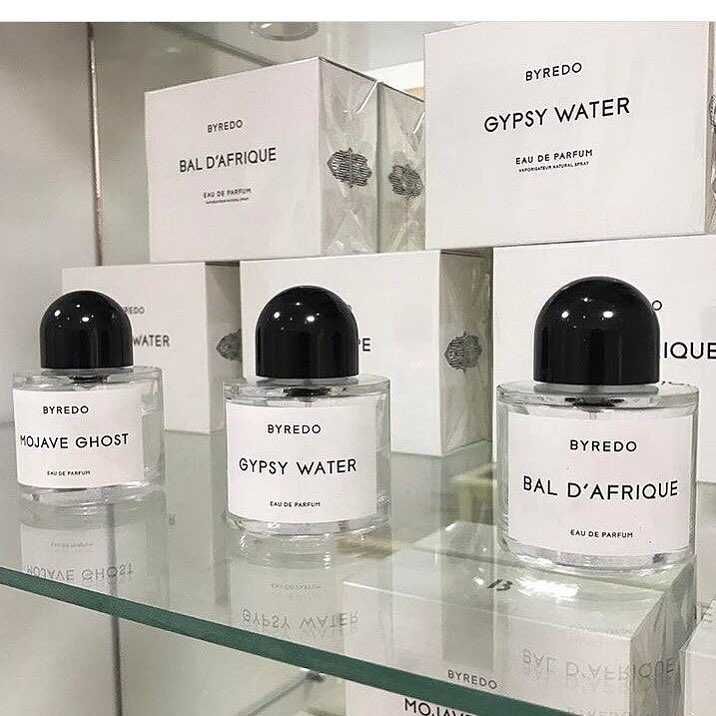 BYREDO
BAL D'AFRIQUE
EAU DE PARFUM
BYREDO
GYPSY WATER
EAU DE PARFUM
VAPORISATEUR NATURAL SPRAY
WATER
BYREDO
MOJAVE GHOST
EAU DE PARFUM
BYREDO
GYPSY WATER
EAU DE PARFUM
BYREDO
BAL D'AFRIQUE
EAU DE PARFUM
BYREDO